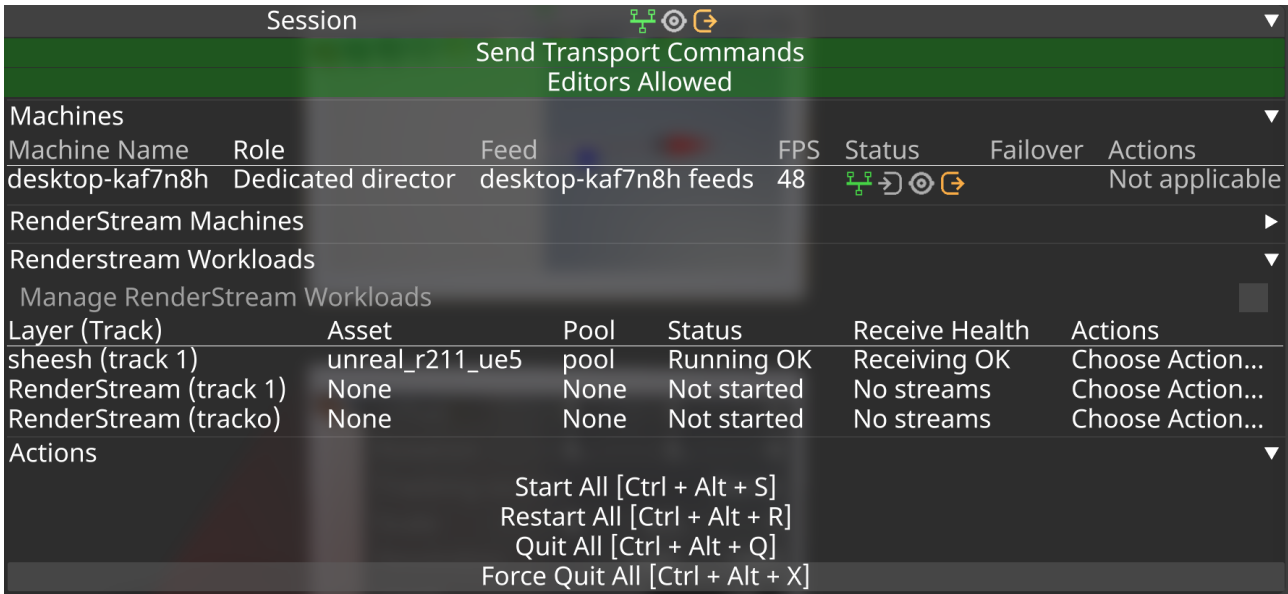 Session
Send Transport Commands
Editors Allowed
Machines
Machine Name Role Feed FPS Status Failover Actions
desktop-kaf7n8h Dedicated director desktop-kaf7n8h feeds 48 Not applicable
RenderStream Machines
Renderstream Workloads
Manage RenderStream Workloads
Layer (Track) Asset Pool Status Receive Health Actions
sheesh (track 1) unreal_r211_ue5 pool Running OK Receiving OK Choose Action...
RenderStream (track 1) None None Not started No streams Choose Action...
RenderStream (tracko) None None Not started No streams Choose Action...
Actions
Start All [Ctrl + Alt + S]
Restart All [Ctrl + Alt + R]
Quit All [Ctrl + Alt + Q]
Force Quit All [Ctrl + Alt + X]